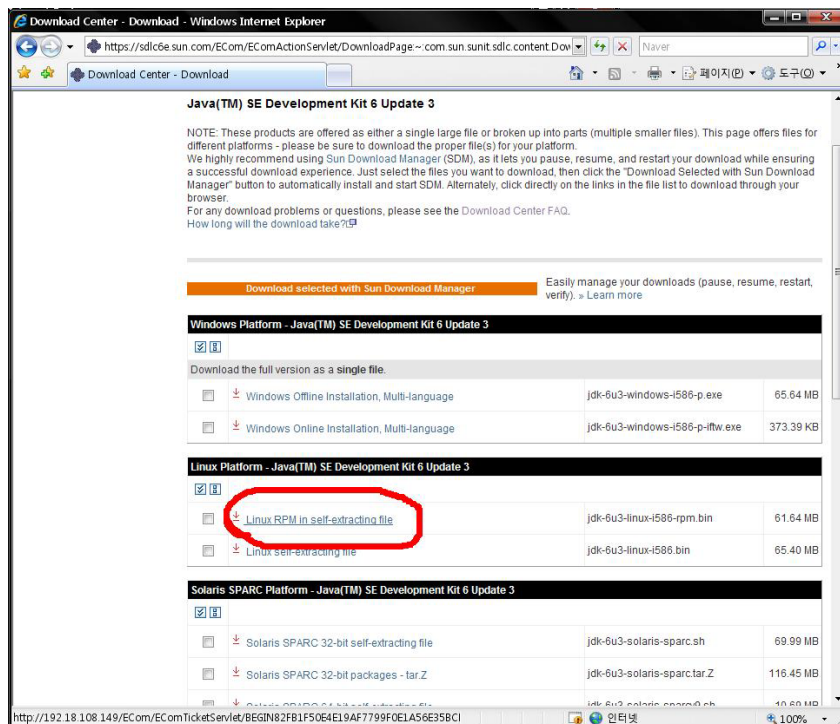 Download Center - Download - Windows Internet Explorer
https://sdlc6e.sun.com/ECom/EComActionServlet/DownloadPage:~:com.sun.sunit.sdlc.content.Dow
Naver
Download Center - Download
페이지(P)
도구(O)
Java(TM) SE Development Kit 6 Update 3
NOTE: These products are offered as either a single large file or broken up into parts (multiple smaller files). This page offers files for
different platforms - please be sure to download the proper file(s) for your platform.
We highly recommend using Sun Download Manager (SDM), as it lets you pause, resume, and restart your download while ensuring
a successful download experience. Just select the files you want to download, then click the "Download Selected with Sun Download
Manager" button to automatically install and start SDM. Alternately, click directly on the links in the file list to download through your
browser.
For any download problems or questions, please see the Download Center FAQ.
How long will the download take?
Download selected with Sun Download Manager
Easily manage your downloads (pause, resume, restart,
verify). » Learn more
Windows Platform - Java(TM) SE Development Kit 6 Update 3
Download the full version as a single file.
Windows Offline Installation, Multi-language jdk-6u3-windows-i586-p.exe 65.64 MB
Windows Online Installation, Multi-language jdk-6u3-windows-i586-p-iftw.exe 373.39 KB
Linux Platform - Java(TM) SE Development Kit 6 Update 3
Linux RPM in self-extracting file jdk-6u3-linux-i586-rpm.bin 61.64 MB
Linux self-extracting file jdk-6u3-linux-i586.bin 65.40 MB
Solaris SPARC Platform - Java(TM) SE Development Kit 6 Update 3
Solaris SPARC 32-bit self-extracting file jdk-6u3-solaris-sparc.sh 69.99 MB
Solaris SPARC 32-bit packages - tar.Z jdk-6u3-solaris-sparc.tar.Z 116.45 MB
http://192.18.108.149/ECom/EComTicketServlet/BEGIN82FB1F50E4E19AF7799F0E1A56E35BCI
인터넷
100%